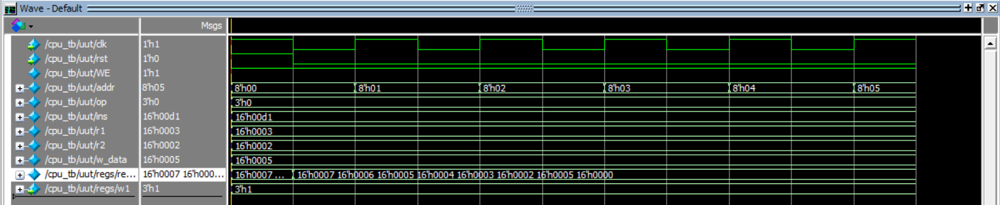 Wave - Default
Msgs
/cpu_tb/uut/clk 1'h1
/cpu_tb/uut/rst 1'h0
/cpu_tb/uut/WE 1'h1
/cpu_tb/uut/addr 8'h05 8'h00 8'h01 8'h02 8'h03 8'h04 8'h05
/cpu_tb/uut/op 3'h0 3'h0
/cpu_tb/uut/ins 16'h00d1 16'h00d1
/cpu_tb/uut/r1 16'h0003 16'h0003
/cpu_tb/uut/r2 16'h0002 16'h0002
/cpu_tb/uut/w_data 16'h0005 16'h0005
/cpu_tb/uut/regs/re... 16'h0007 16'h000... 16'h0007 ... 16'h0007 16'h0006 16'h0005 16'h0004 16'h0003 16'h0002 16'h0005 16'h0000
/cpu_tb/uut/regs/w1 3'h1 3'h1